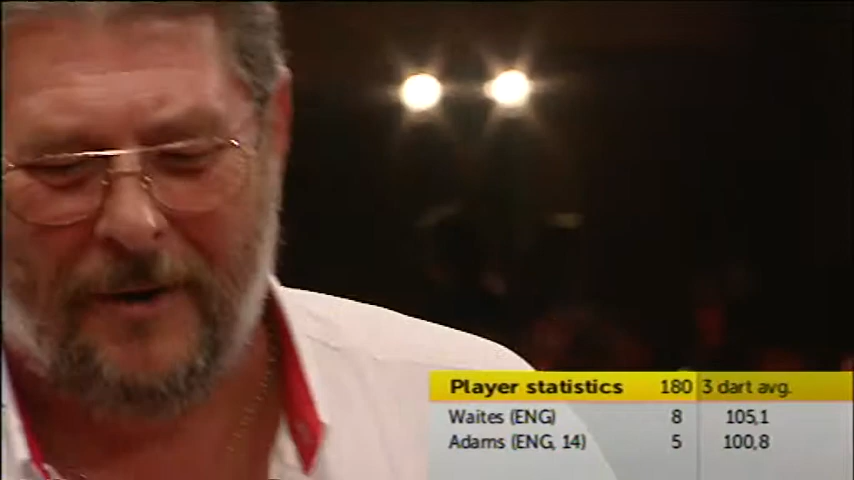 Player statistics 180 3 dart avg.
Waites (ENG) 8 105,1
Adams (ENG, 14) 5 100,8